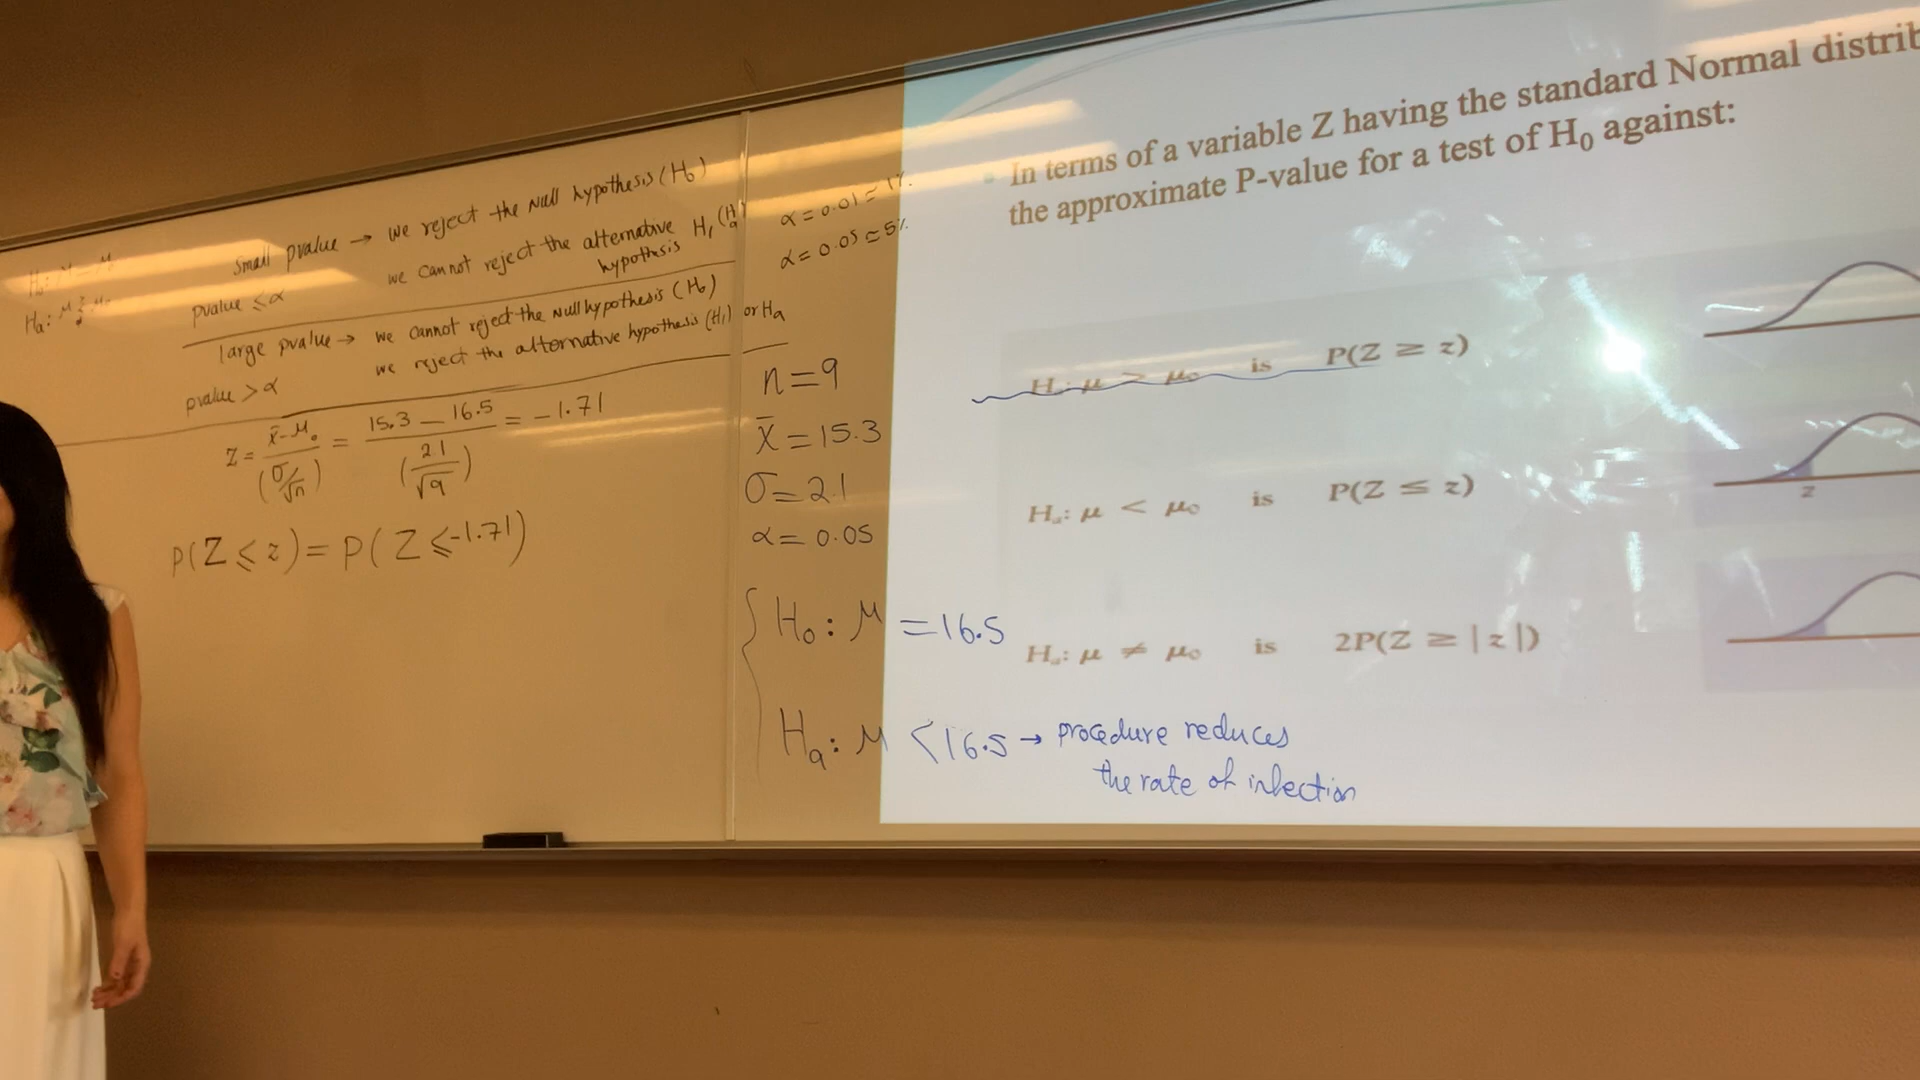 Small pvalue → we reject the Null hypothesis (H₀)
we cannot reject the alternative H₁ (Hₐ)
hypothesis
pvalue ≤ α
large pvalue → we cannot reject the Null hypothesis (H₀)
we reject the alternative hypothesis (H₁) or Hₐ
pvalue > α
Z = (x̄ - μ₀)/(σ/√n) = (15.3 - 16.5)/(2.1/√9) = -1.71
P(Z ≤ z) = P(Z ≤ -1.71)
H₀: μ = μ
Hₐ: μ
α = 0.01 ≃ 1%
α = 0.05 ≃ 5%
n = 9
x̄ = 15.3
σ = 2.1
α = 0.05
H₀: μ = 16.5
Hₐ: μ < 16.5 → procedure reduces
the rate of infection
In terms of a variable Z having the standard Normal distrib
the approximate P-value for a test of H₀ against:
H : μ > μ₀ is P(Z ≥ z)
Hₐ: μ < μ₀ is P(Z ≤ z)
z
Hₐ: μ ≠ μ₀ is 2P(Z ≥ |z|)